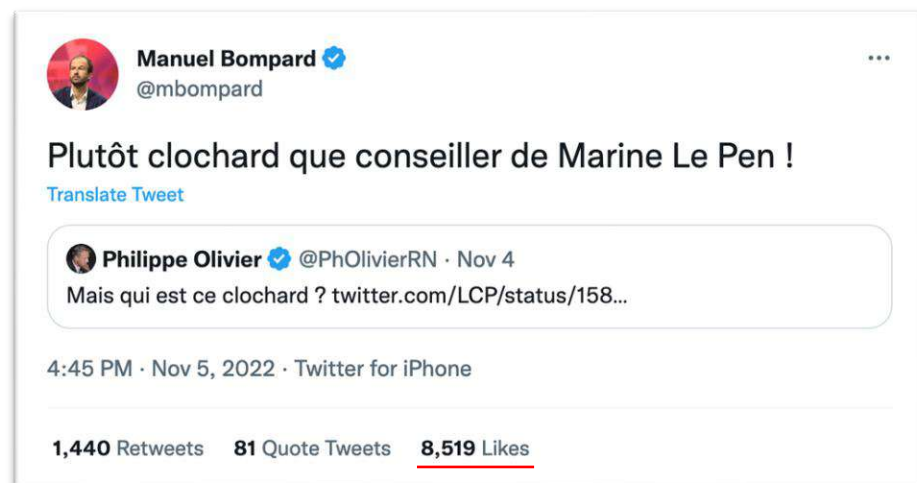 Manuel Bompard
@mbompard
Plutôt clochard que conseiller de Marine Le Pen !
Translate Tweet
Philippe Olivier @PhOlivierRN · Nov 4
Mais qui est ce clochard ? twitter.com/LCP/status/158...
4:45 PM · Nov 5, 2022 · Twitter for iPhone
1,440 Retweets 81 Quote Tweets 8,519 Likes